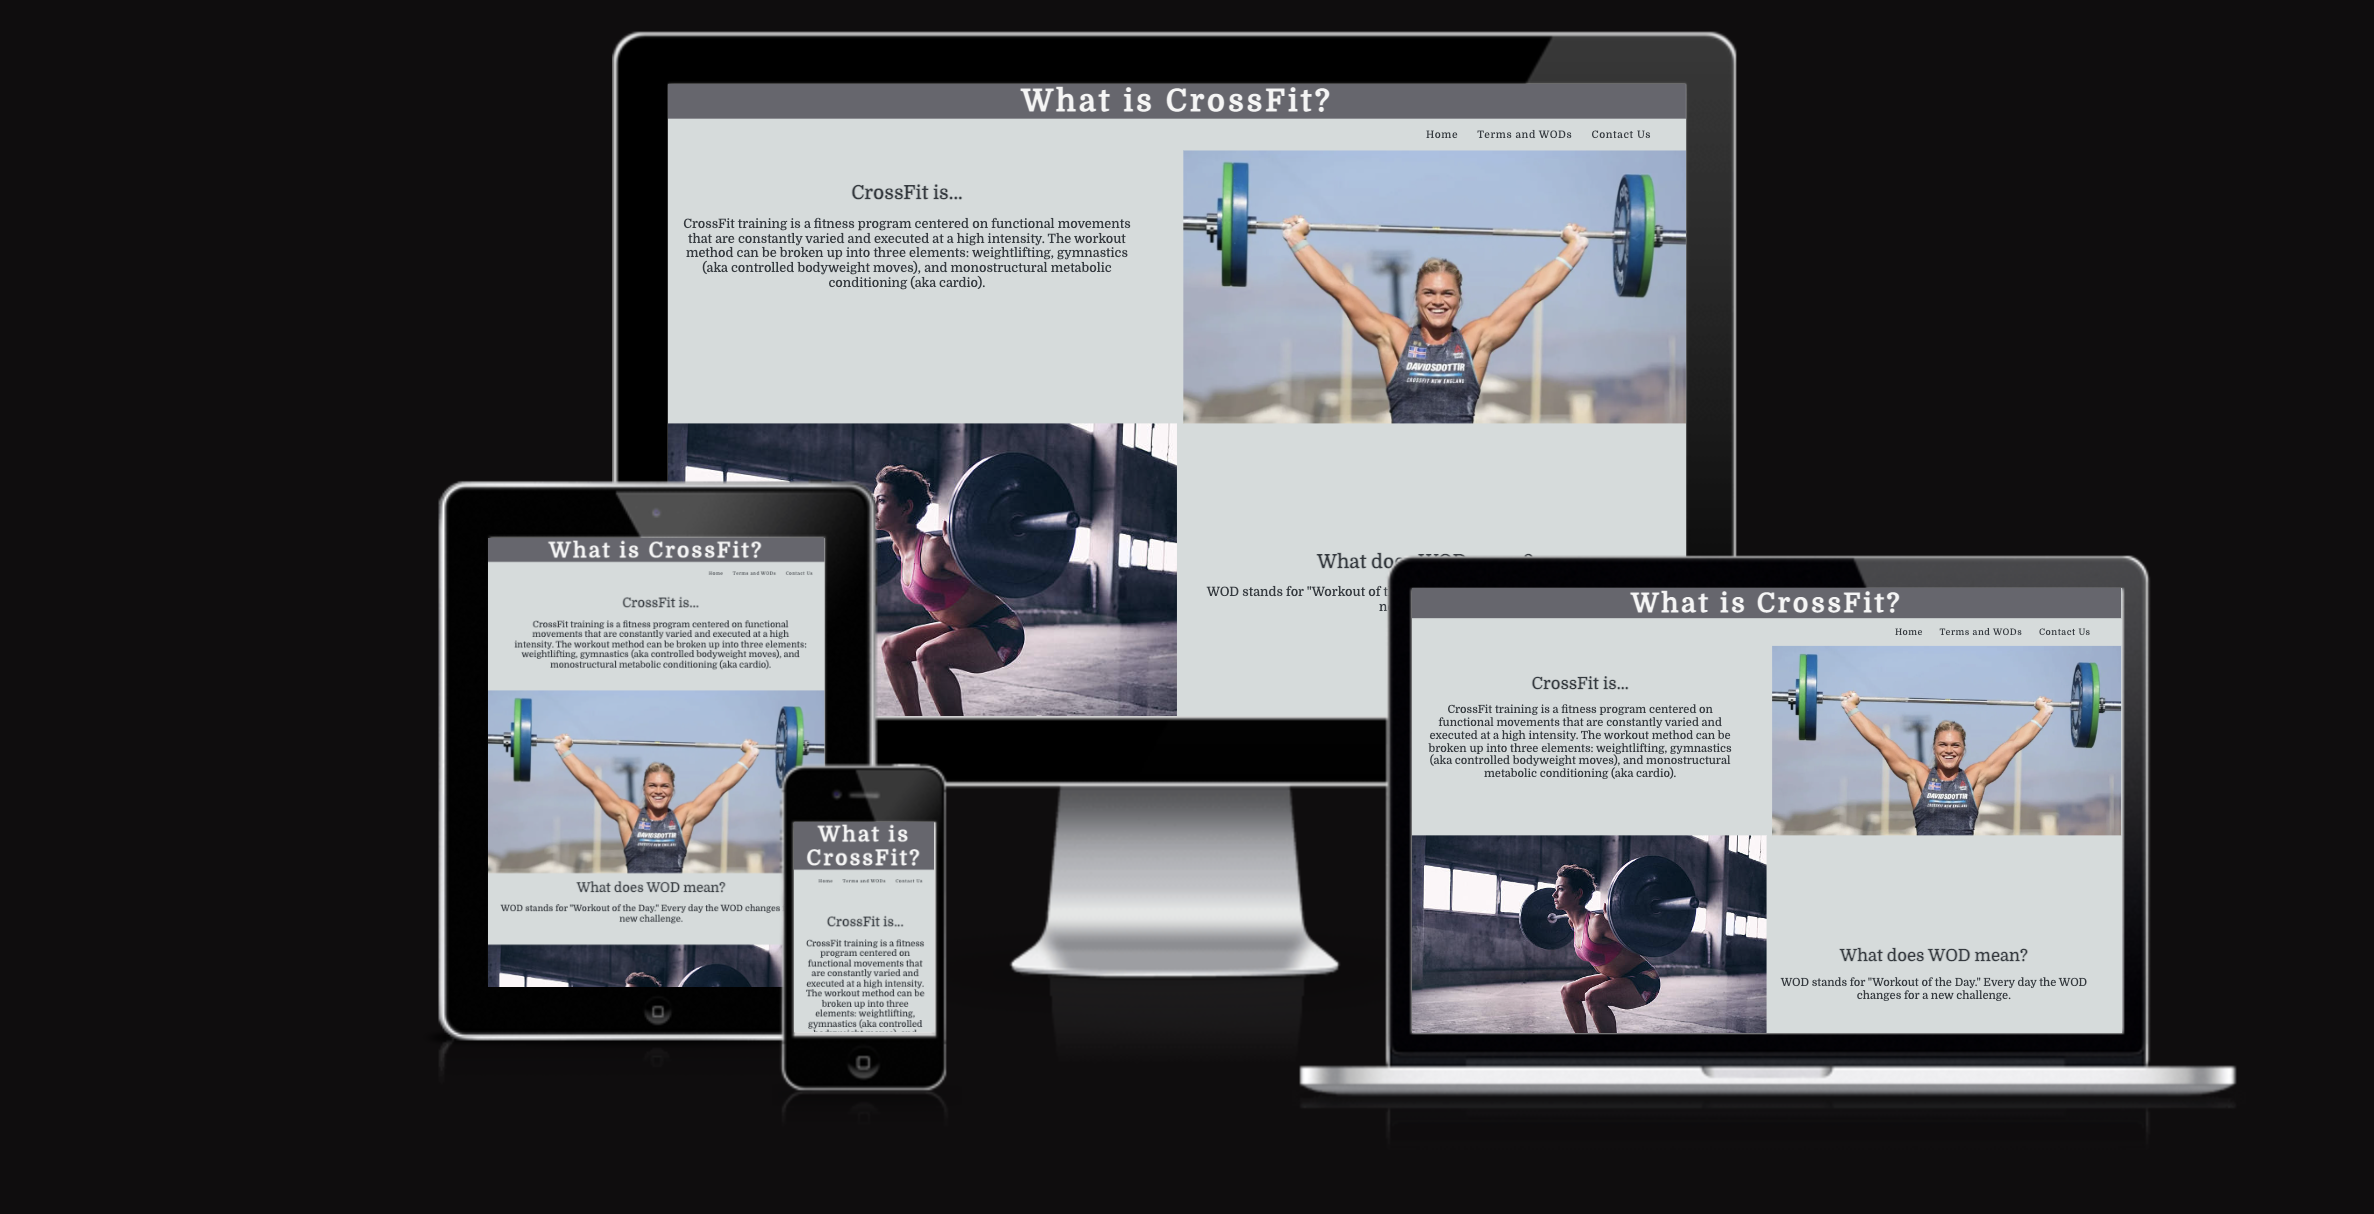 What is CrossFit?
Home Terms and WODs Contact Us
CrossFit is...
CrossFit training is a fitness program centered on functional movements
that are constantly varied and executed at a high intensity. The workout
method can be broken up into three elements: weightlifting, gymnastics
(aka controlled bodyweight moves), and monostructural metabolic
conditioning (aka cardio).
DAVIDSDOTTIR
CROSSFIT NEW ENGLAND
What does WOD mean?
WOD stands for "Workout of
What is CrossFit?
Home Terms and WODs Contact Us
CrossFit is...
CrossFit training is a fitness program centered on functional
movements that are constantly varied and executed at a high
intensity. The workout method can be broken up into three elements:
weightlifting, gymnastics (aka controlled bodyweight moves), and
monostructural metabolic conditioning (aka cardio).
DAVIDSDOTTIR
What does WOD mean?
WOD stands for "Workout of the Day." Every day the WOD changes
new challenge.
What is
CrossFit?
Home Terms and WODs Contact Us
CrossFit is...
CrossFit training is a fitness
program centered on
functional movements that
are constantly varied and
executed at a high intensity.
The workout method can be
broken up into three
elements: weightlifting,
gymnastics (aka controlled
What is CrossFit?
Home Terms and WODs Contact Us
CrossFit is...
CrossFit training is a fitness program centered on
functional movements that are constantly varied and
executed at a high intensity. The workout method can be
broken up into three elements: weightlifting, gymnastics
(aka controlled bodyweight moves), and monostructural
metabolic conditioning (aka cardio).
DAVIDSDOTTIR
CROSSFIT NEW ENGLAND
What does WOD mean?
WOD stands for "Workout of the Day." Every day the WOD
changes for a new challenge.